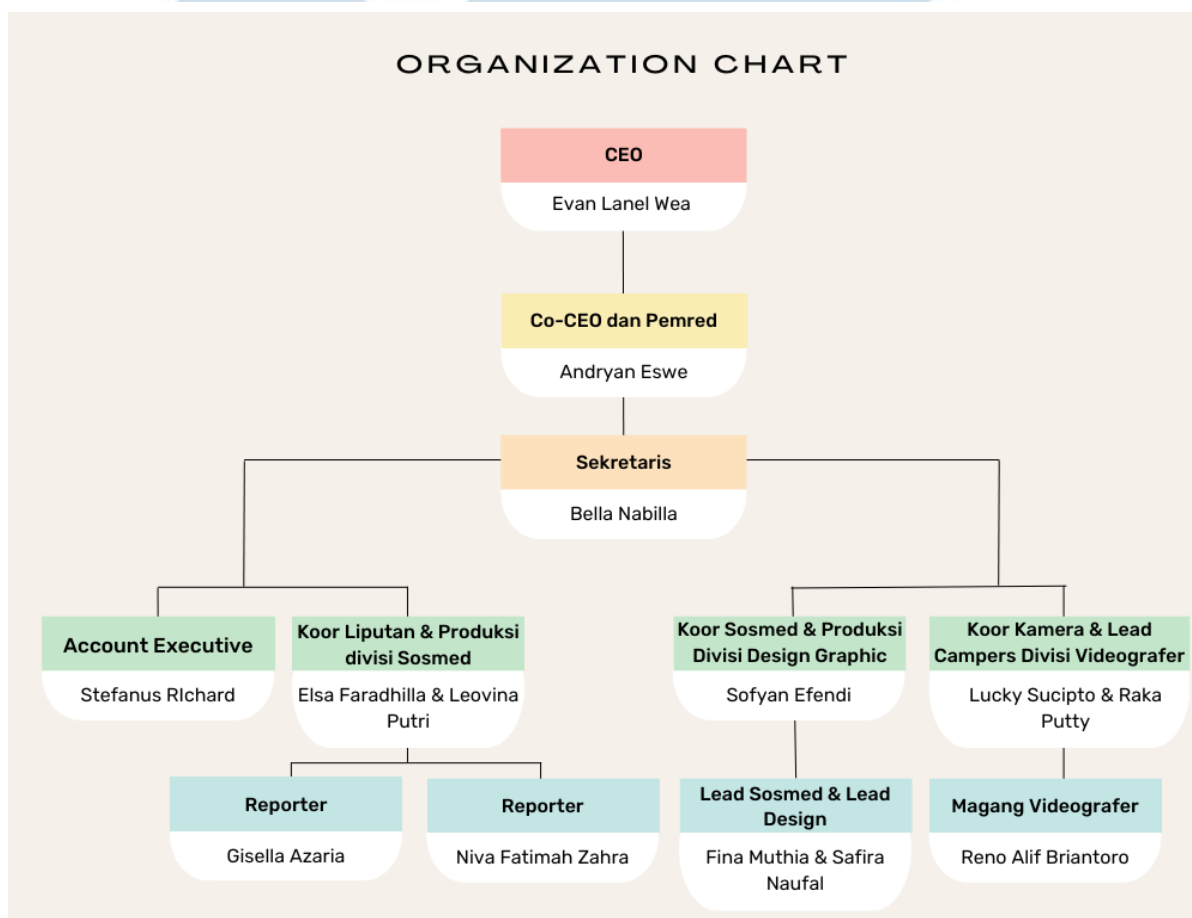 ORGANIZATION CHART
CEO
Evan Lanel Wea
Co-CEO dan Pemred
Andryan Eswe
Sekretaris
Bella Nabilla
Account Executive
Stefanus RIchard
Koor Liputan & Produksi
divisi Sosmed
Elsa Faradhilla & Leovina
Putri
Koor Sosmed & Produksi
Divisi Design Graphic
Sofyan Efendi
Koor Kamera & Lead
Campers Divisi Videografer
Lucky Sucipto & Raka
Putty
Reporter
Gisella Azaria
Reporter
Niva Fatimah Zahra
Lead Sosmed & Lead
Design
Fina Muthia & Safira
Naufal
Magang Videografer
Reno Alif Briantoro